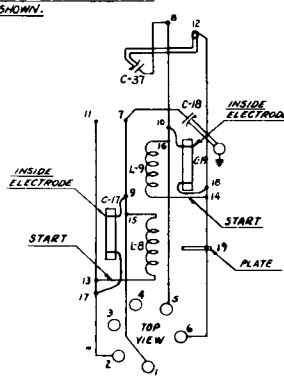 SHOWN.
8
12
C-37
11
7
C-18
INSIDE
ELECTRODE
10
16
INSIDE
ELECTRODE
L-9
C-17
9
18
14
15
START
START
L-8
19
PLATE
13
17
4
3
5
TOP
VIEW
6
2
1